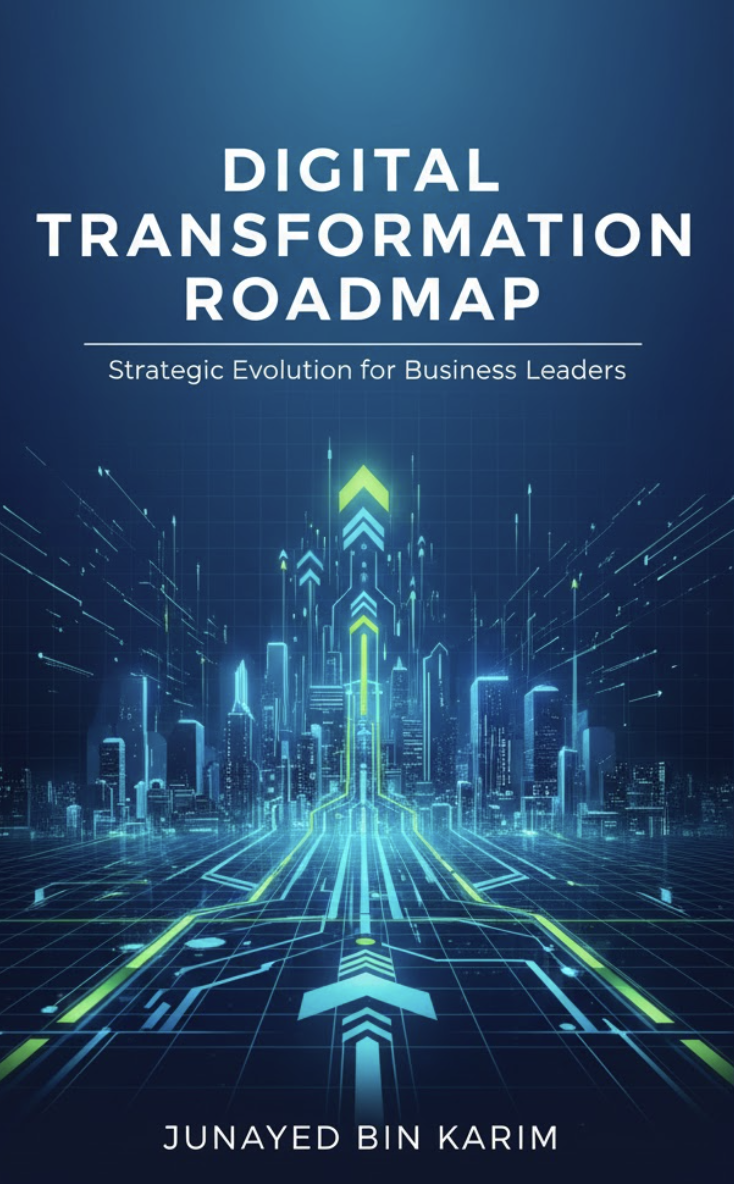 DIGITAL
TRANSFORMATION
ROADMAP
Strategic Evolution for Business Leaders
JUNAYED BIN KARIM